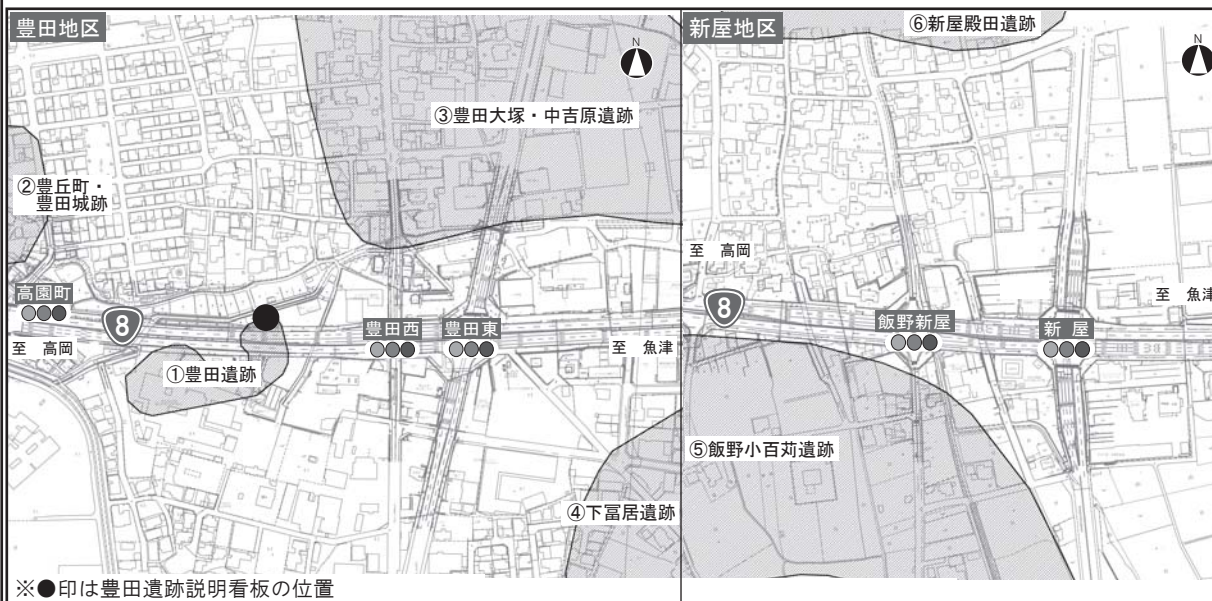 豊田地区
N
③豊田大塚・中吉原遺跡
②豊丘町・
豊田城跡
高園町
8
豊田西
豊田東
至 高岡
至 魚津
①豊田遺跡
④下冨居遺跡
※●印は豊田遺跡説明看板の位置
新屋地区
⑥新屋殿田遺跡
N
至 高岡
8
飯野新屋
新 屋
至 魚津
⑤飯野小百苅遺跡